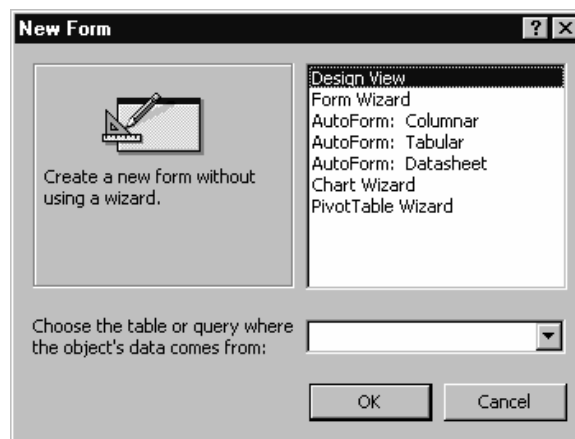 New Form
Create a new form without
using a wizard.
Design View
Form Wizard
AutoForm: Columnar
AutoForm: Tabular
AutoForm: Datasheet
Chart Wizard
PivotTable Wizard
Choose the table or query where
the object's data comes from:
OK
Cancel